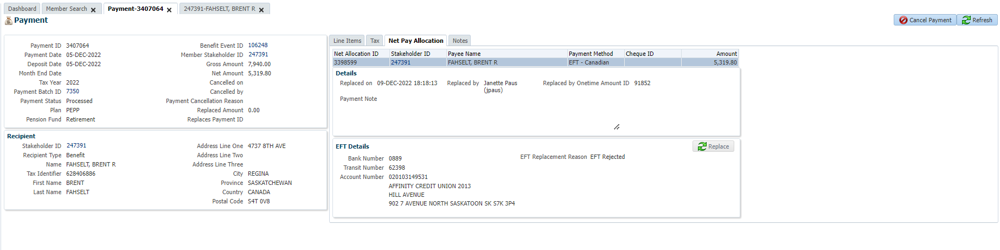 Dashboard Member Search Payment-3407064 247391-FAHSELT, BRENT R
Payment
Cancel Payment Refresh
Payment ID 3407064 Benefit Event ID 106248
Payment Date 05-DEC-2022 Member Stakeholder ID 247391
Deposit Date 05-DEC-2022 Gross Amount 7,940.00
Month End Date Net Amount 5,319.80
Tax Year 2022 Cancelled on
Payment Batch ID 7350 Cancelled by
Payment Status Processed Payment Cancellation Reason
Plan PEPP Replaced Amount 0.00
Pension Fund Retirement Replaces Payment ID
Recipient
Stakeholder ID 247391 Address Line One 4737 8TH AVE
Recipient Type Benefit Address Line Two
Name FAHSELT, BRENT R Address Line Three
Tax Identifier 628406886 City REGINA
First Name BRENT Province SASKATCHEWAN
Last Name FAHSELT Country CANADA
Postal Code S4T 0V8
Line Items Tax Net Pay Allocation Notes
Net Allocation ID Stakeholder ID Payee Name Payment Method Cheque ID Amount
3398599 247391 FAHSELT, BRENT R EFT - Canadian 5,319.80
Details
Replaced on 09-DEC-2022 18:18:13 Replaced by Janette Paus Replaced by Onetime Amount ID 91852
(jpaus)
Payment Note
EFT Details
Replace
Bank Number 0889 EFT Replacement Reason EFT Rejected
Transit Number 62398
Account Number 020103149531
AFFINITY CREDIT UNION 2013
HILL AVENUE
902 7 AVENUE NORTH SASKATOON SK S7K 3P4